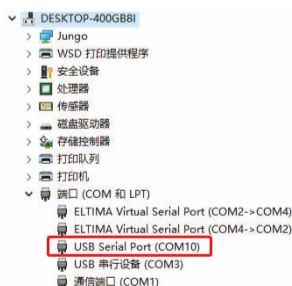 DESKTOP-400GB8I
Jungo
WSD 打印提供程序
安全设备
处理器
传感器
磁盘驱动器
存储控制器
打印队列
打印机
端口 (COM 和 LPT)
ELTIMA Virtual Serial Port (COM2->COM4)
ELTIMA Virtual Serial Port (COM4->COM2)
USB Serial Port (COM10)
USB 串行设备 (COM3)
通信端口 (COM1)